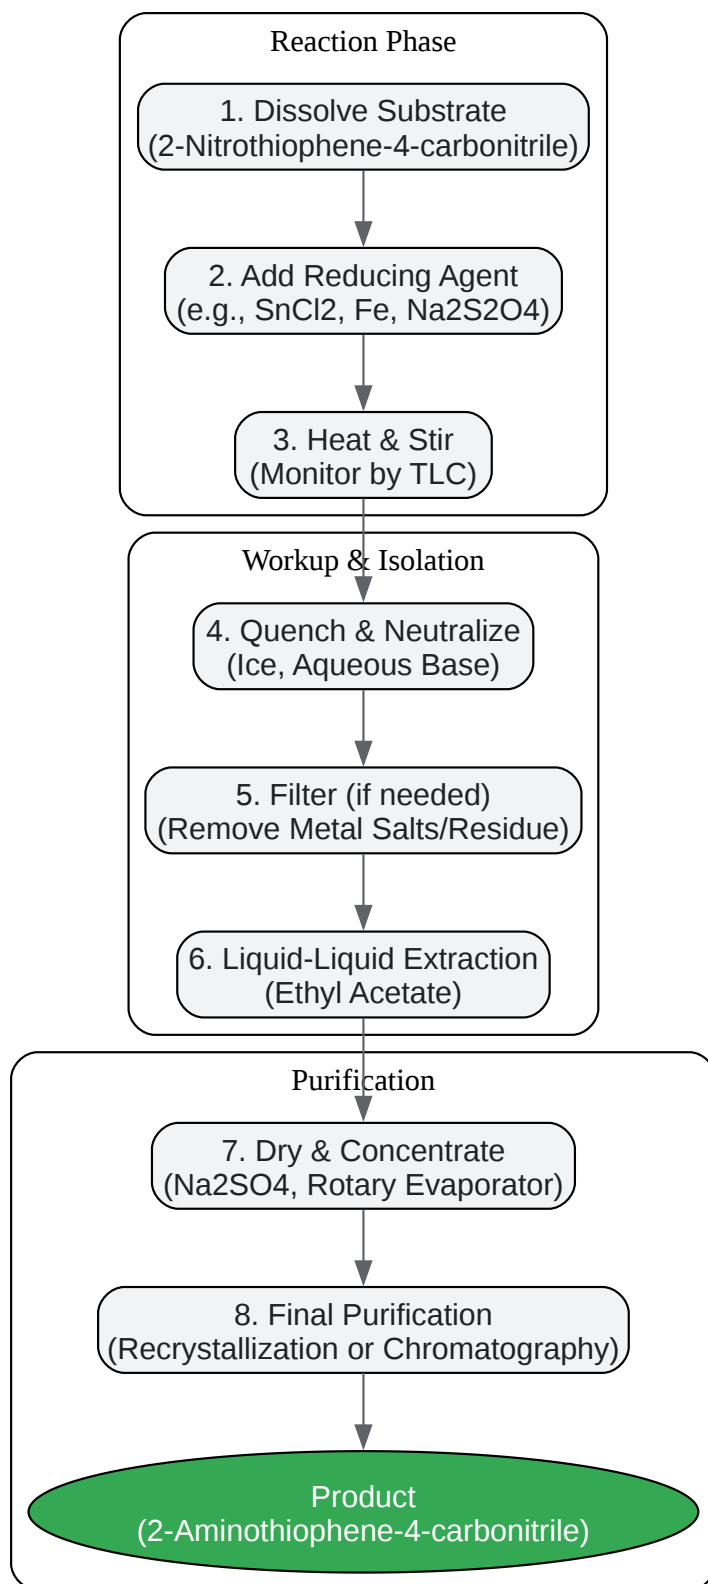 Reaction Phase
1. Dissolve Substrate
(2-Nitrothiophene-4-carbonitrile)
2. Add Reducing Agent
(e.g., SnCl2, Fe, Na2S2O4)
3. Heat & Stir
(Monitor by TLC)
Workup & Isolation
4. Quench & Neutralize
(Ice, Aqueous Base)
5. Filter (if needed)
(Remove Metal Salts/Residue)
6. Liquid-Liquid Extraction
(Ethyl Acetate)
Purification
7. Dry & Concentrate
(Na2SO4, Rotary Evaporator)
8. Final Purification
(Recrystallization or Chromatography)
Product
(2-Aminothiophene-4-carbonitrile)